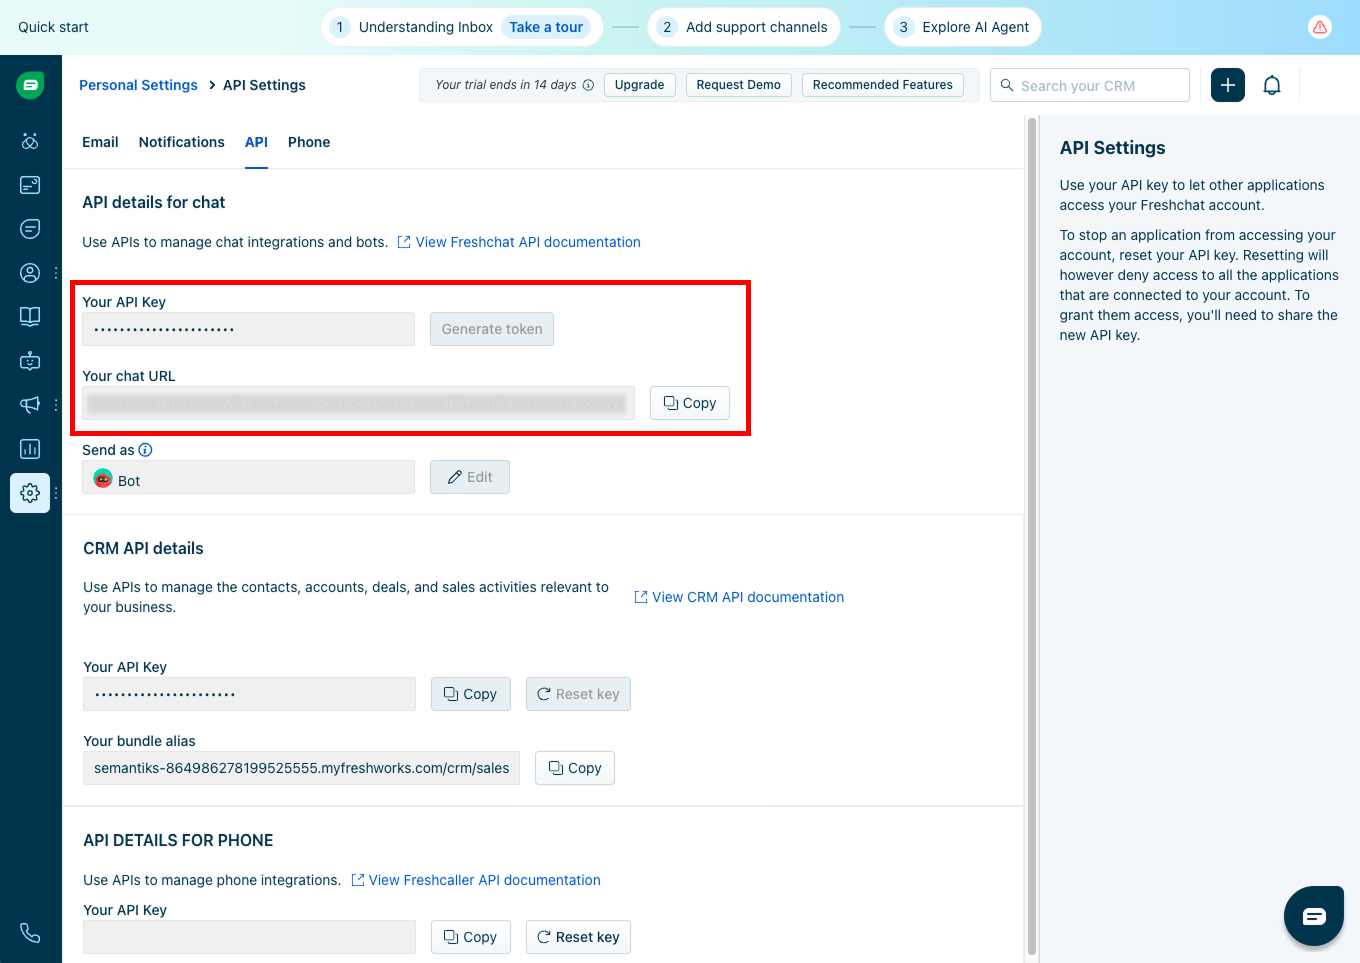 Quick start
1 Understanding Inbox Take a tour
2 Add support channels
3 Explore AI Agent
Personal Settings > API Settings
Your trial ends in 14 days
Upgrade
Request Demo
Recommended Features
Search your CRM
Email Notifications API Phone
API details for chat
Use APIs to manage chat integrations and bots. View Freshchat API documentation
Your API Key
•••••••••••••••••••••• Generate token
Your chat URL
Copy
Send as
Bot Edit
CRM API details
Use APIs to manage the contacts, accounts, deals, and sales activities relevant to
your business.
View CRM API documentation
Your API Key
•••••••••••••••••••••• Copy Reset key
Your bundle alias
semantiks-864986278199525555.myfreshworks.com/crm/sales Copy
API DETAILS FOR PHONE
Use APIs to manage phone integrations. View Freshcaller API documentation
Your API Key
Copy Reset key
API Settings
Use your API key to let other applications
access your Freshchat account.
To stop an application from accessing your
account, reset your API key. Resetting will
however deny access to all the applications
that are connected to your account. To
grant them access, you'll need to share the
new API key.